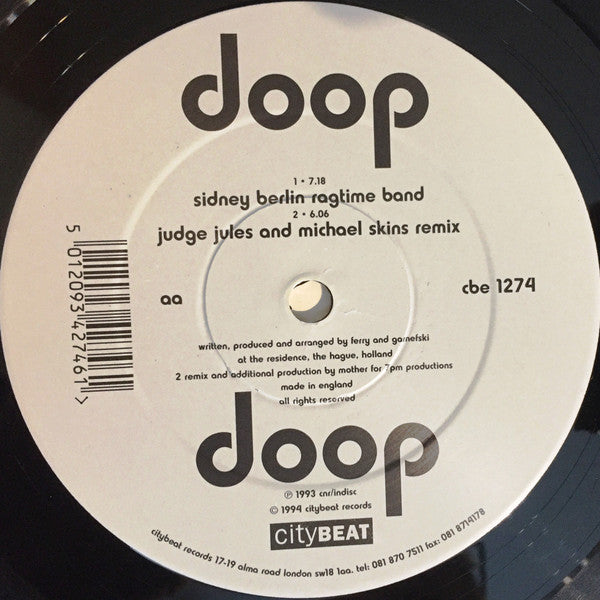 doop
1 • 7.18
sidney berlin ragtime band
2 • 6.06
judge jules and michael skins remix
5 012093 427461 >
aa
cbe 1274
written, produced and arranged by ferry and garnefski
at the residence, the hague, holland
2 remix and additional production by mother for 7pm productions
made in england
all rights reserved
doop
℗ 1993 cnr/indisc
© 1994 citybeat records
cityBEAT
citybeat records 17-19 alma road london sw18 1aa. tel: 081 870 7511 fax: 081 8714178